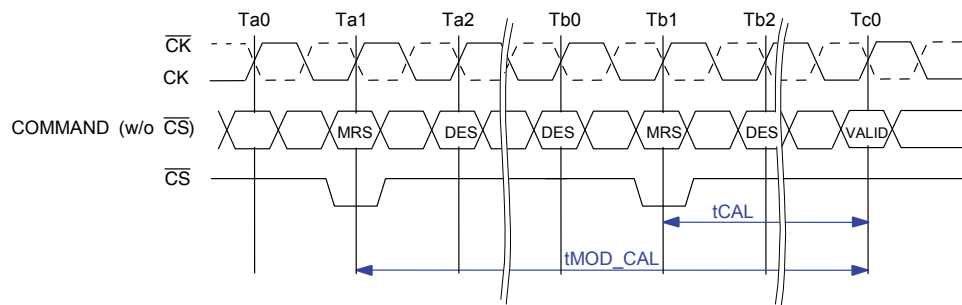 Ta0 Ta1 Ta2 Tb0 Tb1 Tb2 Tc0
CK
CK
COMMAND (w/o CS) MRS DES DES MRS DES VALID
CS
tCAL
tMOD_CAL